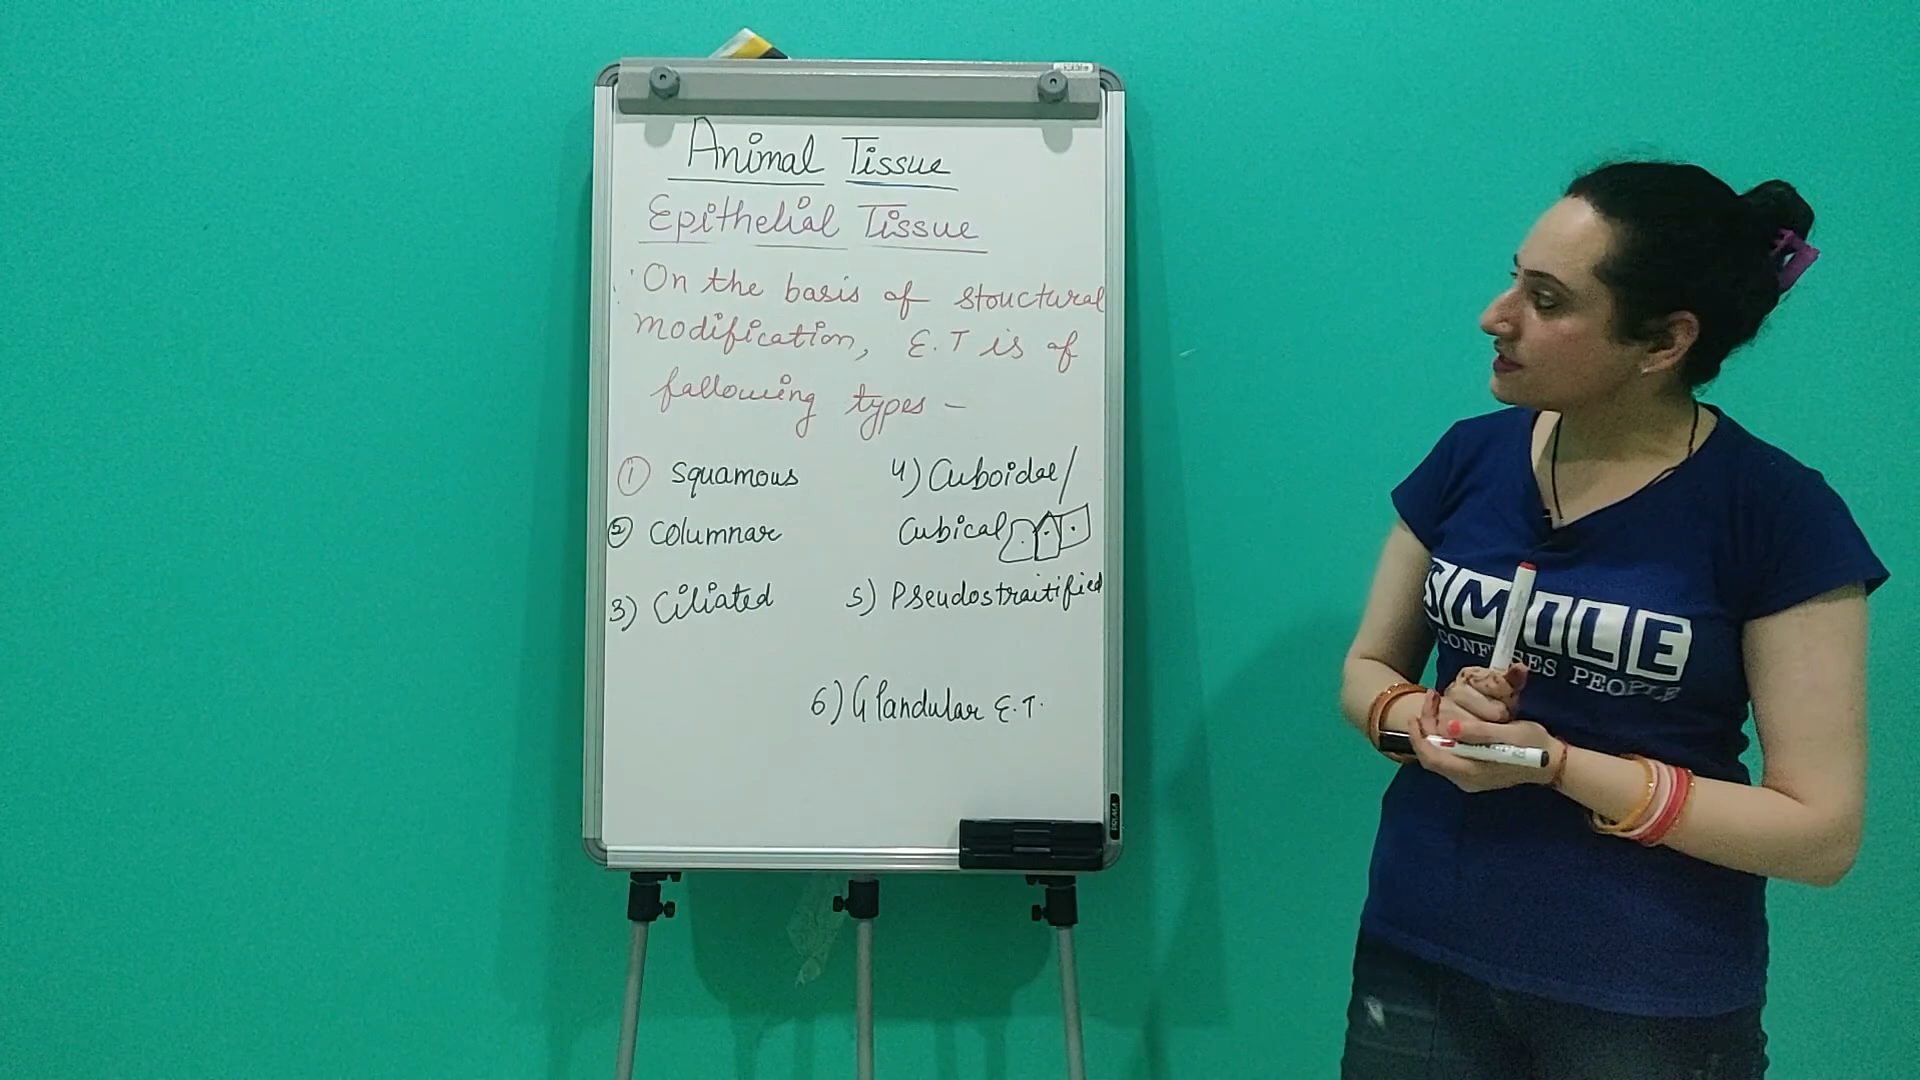 Animal Tissue
Epithelial Tissue
On the basis of structural
modification, E.T is of
fallowing types -
1 Squamous
2 Columnar
3) Ciliated
4) Cuboidal/
Cubical
5) Pseudostraitified
6) Glandular E.T.
SMILE
CONFUSES PEOPLE